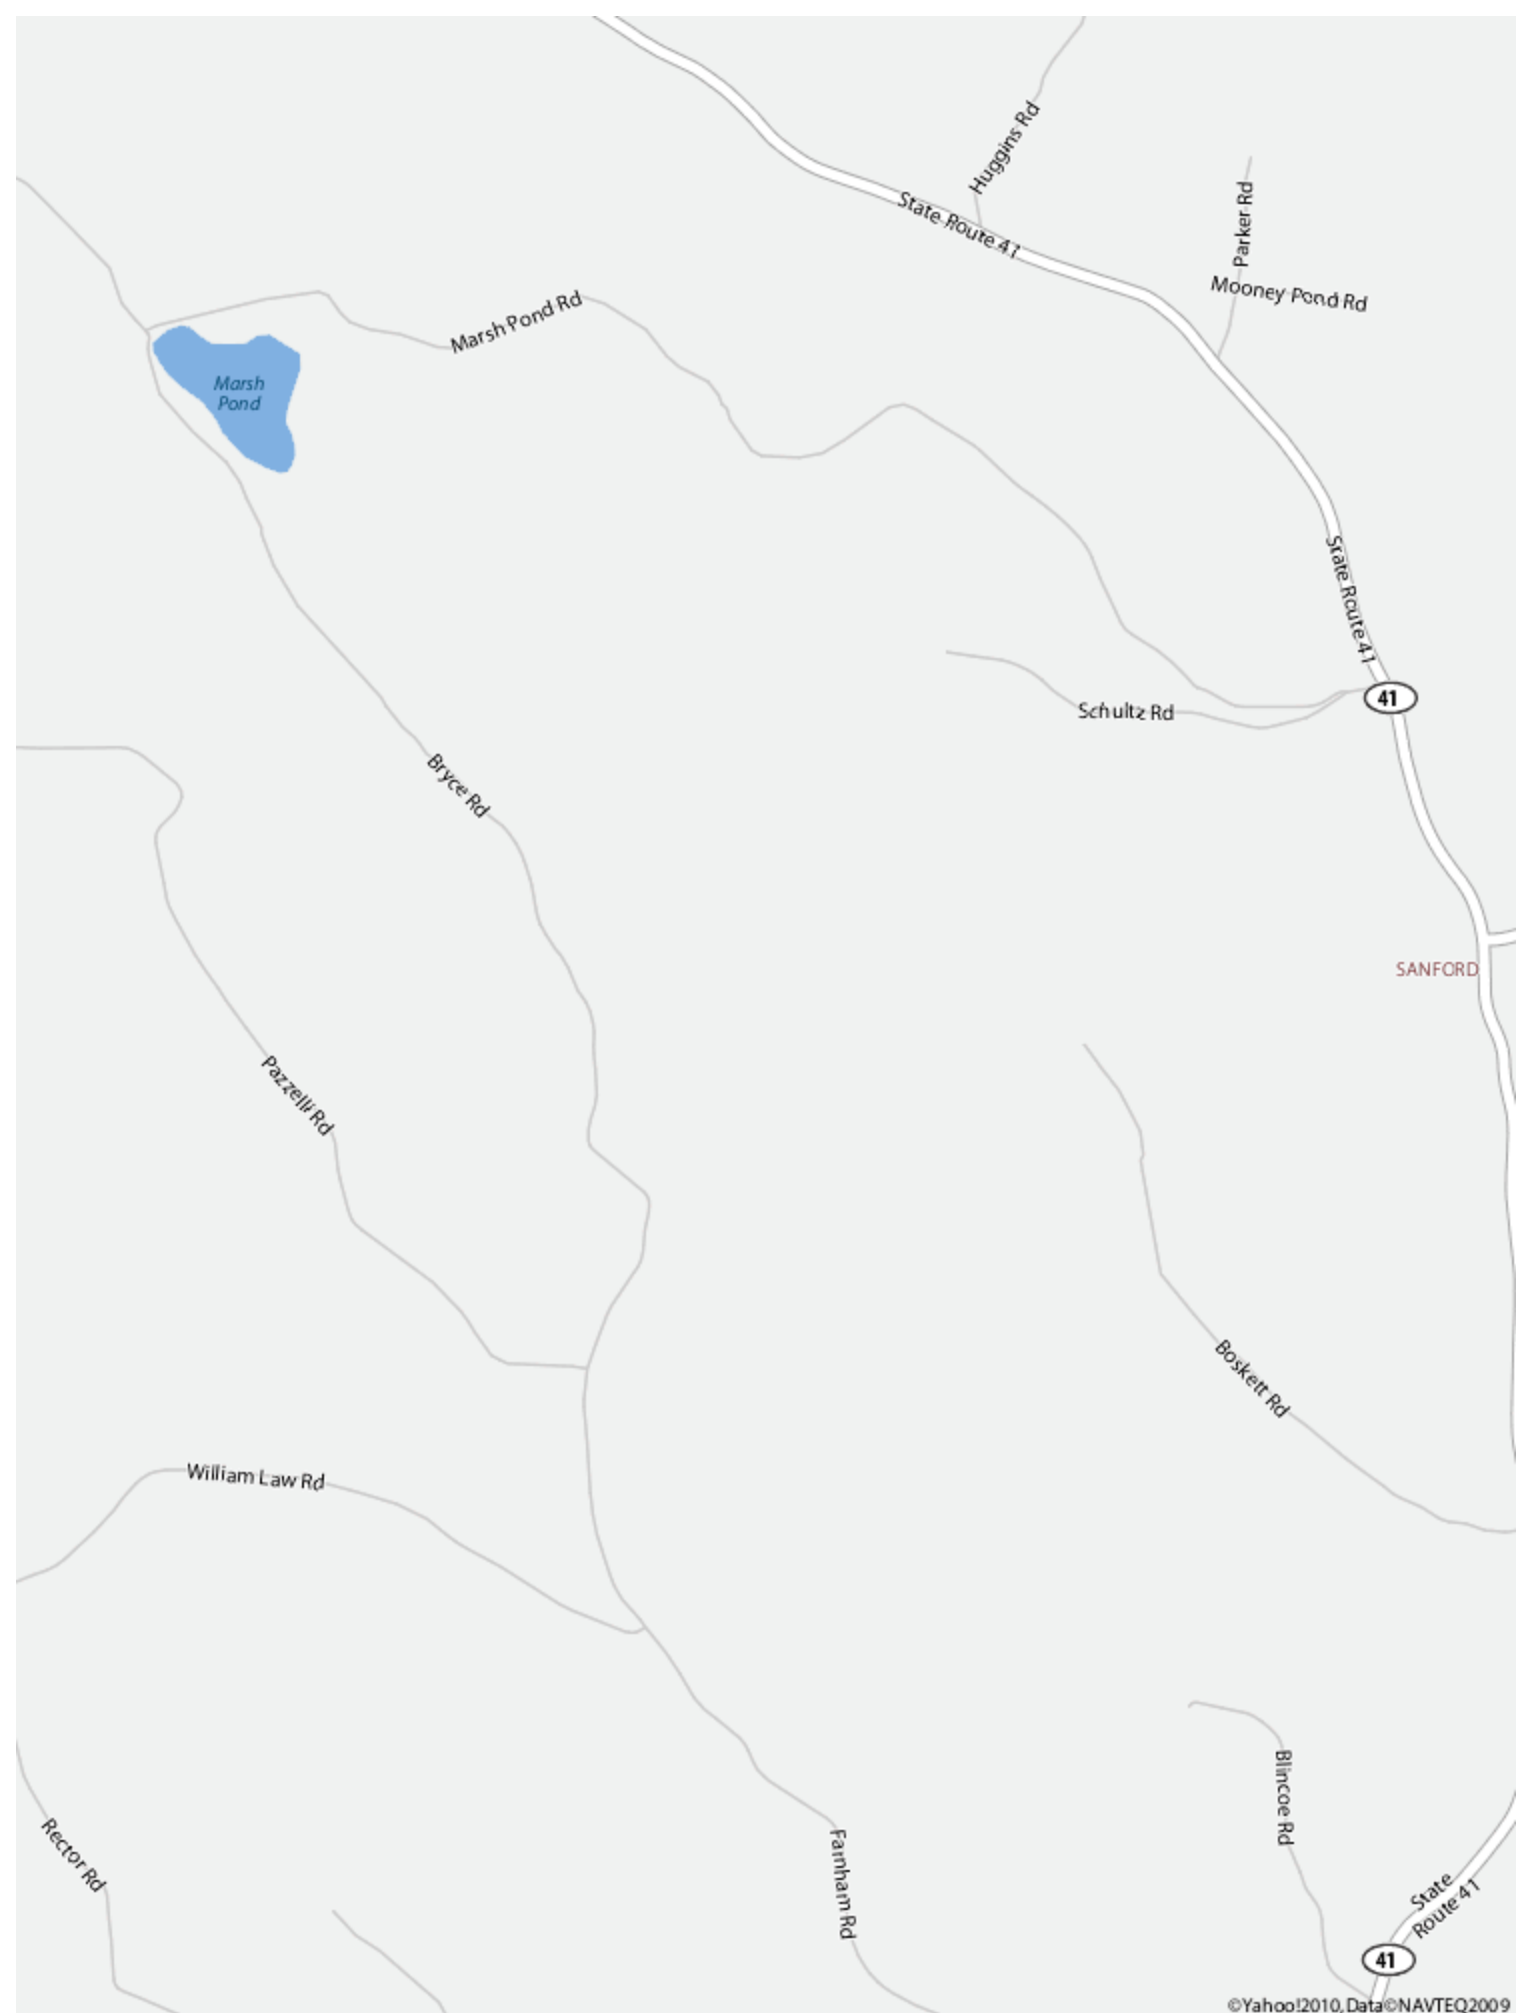 Huggins Rd
State Route 41
Parker Rd
Mooney Pond Rd
Marsh Pond Rd
Marsh
Pond
State Route 41
41
Schultz Rd
Bryce Rd
SANFORD
Pazzelli Rd
Boskett Rd
William Law Rd
Blincoe Rd
Rector Rd
Farnham Rd
State
Route 41
41
©Yahoo!2010, Data©NAVTEQ2009